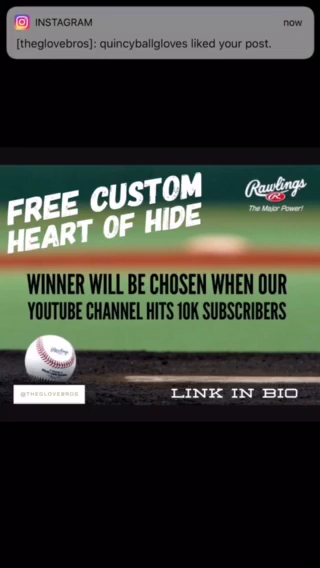 INSTAGRAM
now
[theglovebros]: quincyballgloves liked your post.
FREE CUSTOM
HEART OF HIDE
Rawlings
R
The Major Power!
WINNER WILL BE CHOSEN WHEN OUR
YOUTUBE CHANNEL HITS 10K SUBSCRIBERS
Rawlings
@THEGLOVEBROS
LINK IN BIO